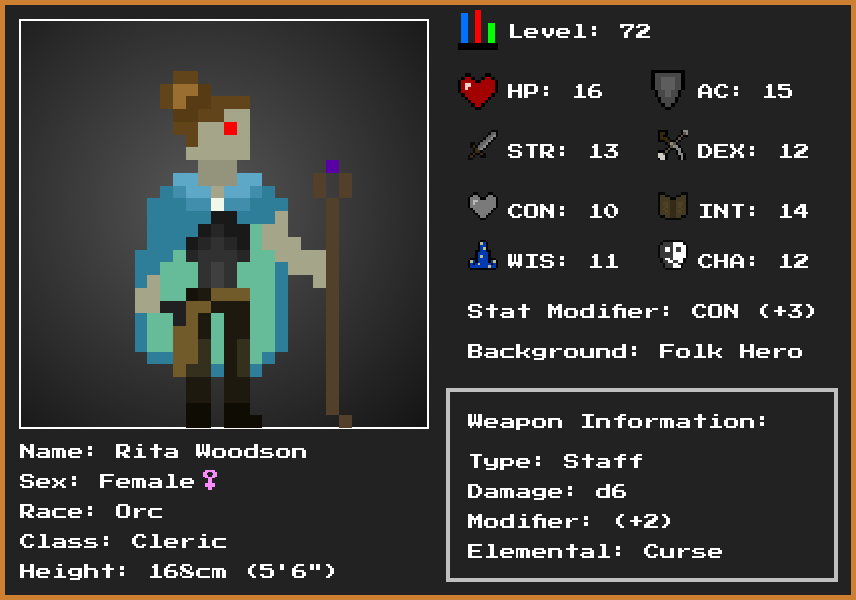 Level: 72
HP: 16 AC: 15
STR: 13 DEX: 12
CON: 10 INT: 14
WIS: 11 CHA: 12
Stat Modifier: CON (+3)
Background: Folk Hero
Weapon Information:
Type: Staff
Damage: d6
Modifier: (+2)
Elemental: Curse
Name: Rita Woodson
Sex: Female♀
Race: Orc
Class: Cleric
Height: 168cm (5'6")